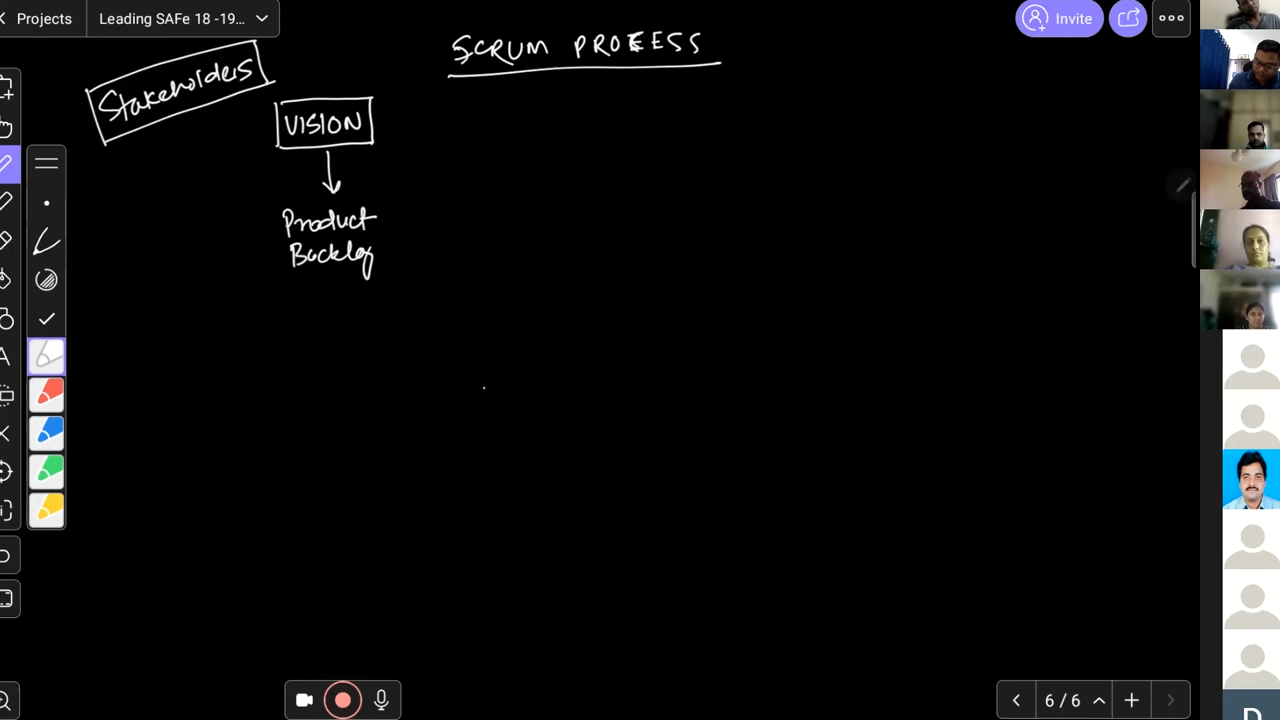 Projects
Leading SAFe 18 -19...
Invite
SCRUM PROCESS
Stakeholders
VISION
Product
Backlog
A
6/6
D